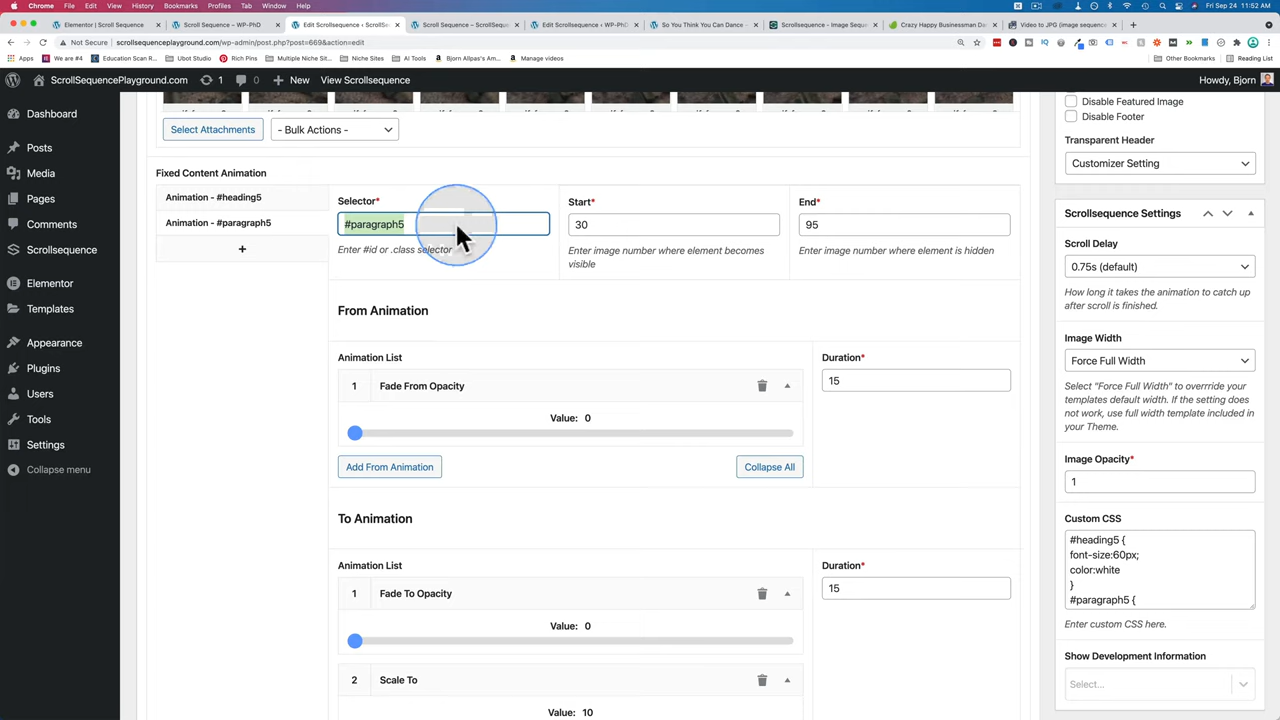 Chrome File Edit View History Bookmarks Profiles Tab Window Help Fri Sep 24 11:52 AM
Elementor | Scroll Sequence × Scroll Sequence – WP-PhD × Edit Scrollsequence ‹ ScrollS × Scroll Sequence – ScrollSequ × Edit Scrollsequence ‹ WP-PhD × So You Think You Can Dance × Scrollsequence - Image Sequ × Crazy Happy Businessman Da × Video to JPG (image sequence × +
Not Secure | scrollsequenceplayground.com/wp-admin/post.php?post=669&action=edit
Apps We are #4 Education Scan R... Ubot Studio Rich Pins Multiple Niche Sit... Niche Sites AI Tools Bjorn Allpas's Am... Manage videos Other Bookmarks Reading List
ScrollSequencePlayground.com 1 0 + New View Scrollsequence Howdy, Bjorn
Dashboard
Posts
Media
Pages
Comments
Scrollsequence
Elementor
Templates
Appearance
Plugins
Users
Tools
Settings
Collapse menu
Select Attachments - Bulk Actions -
Fixed Content Animation
Animation - #heading5
Animation - #paragraph5
+
Selector*
#paragraph5
Enter #id or .class selector
Start*
30
Enter image number where element becomes
visible
End*
95
Enter image number where element is hidden
From Animation
Animation List
1 Fade From Opacity
Value: 0
Add From Animation Collapse All
Duration*
15
To Animation
Animation List
1 Fade To Opacity
Value: 0
2 Scale To
Value: 10
Duration*
15
Disable Featured Image
Disable Footer
Transparent Header
Customizer Setting
Scrollsequence Settings
Scroll Delay
0.75s (default)
How long it takes the animation to catch up
after scroll is finished.
Image Width
Force Full Width
Select "Force Full Width" to ovrride your
templates default width. If the setting does
not work, use full width template included in
your Theme.
Image Opacity*
1
Custom CSS
#heading5 {
font-size:60px;
color:white
}
#paragraph5 {
Enter custom CSS here.
Show Development Information
Select...